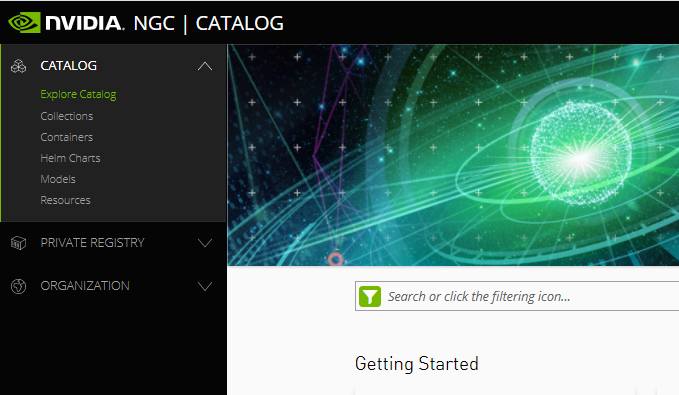 NVIDIA. NGC | CATALOG
CATALOG
Explore Catalog
Collections
Containers
Helm Charts
Models
Resources
PRIVATE REGISTRY
ORGANIZATION
Search or click the filtering icon...
Getting Started